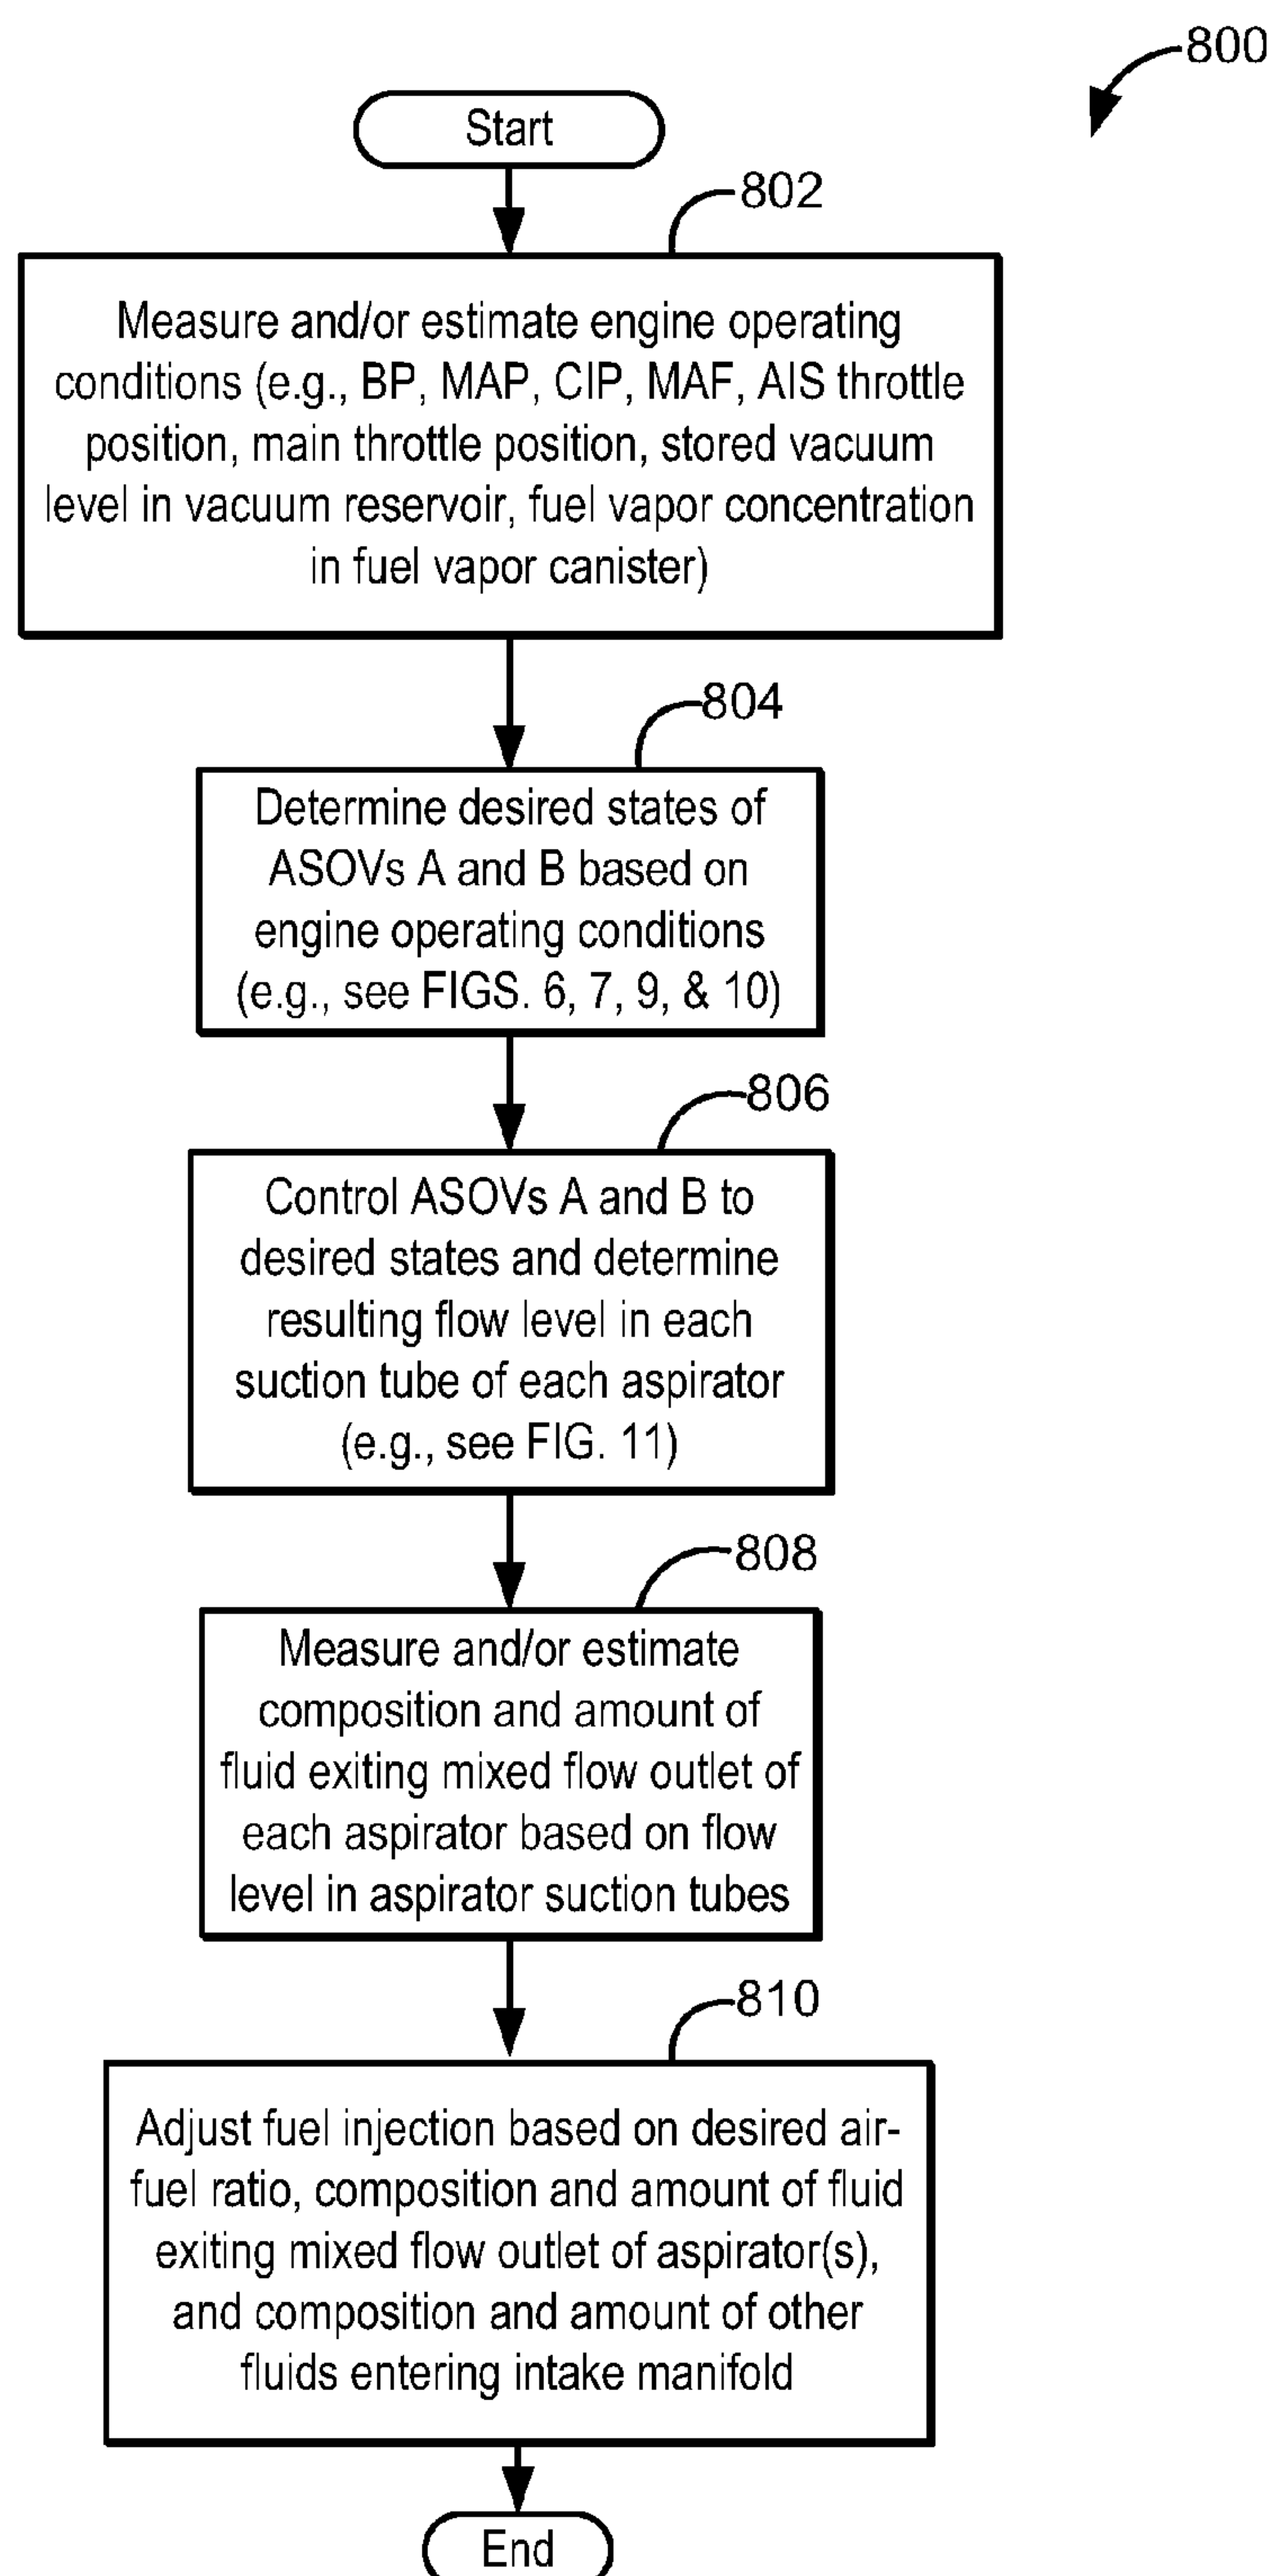 800
Start
802
Measure and/or estimate engine operating
conditions (e.g., BP, MAP, CIP, MAF, AIS throttle
position, main throttle position, stored vacuum
level in vacuum reservoir, fuel vapor concentration
in fuel vapor canister)
804
Determine desired states of
ASOVs A and B based on
engine operating conditions
(e.g., see FIGS. 6, 7, 9, & 10)
806
Control ASOVs A and B to
desired states and determine
resulting flow level in each
suction tube of each aspirator
(e.g., see FIG. 11)
808
Measure and/or estimate
composition and amount of
fluid exiting mixed flow outlet of
each aspirator based on flow
level in aspirator suction tubes
810
Adjust fuel injection based on desired air-
fuel ratio, composition and amount of fluid
exiting mixed flow outlet of aspirator(s),
and composition and amount of other
fluids entering intake manifold
End